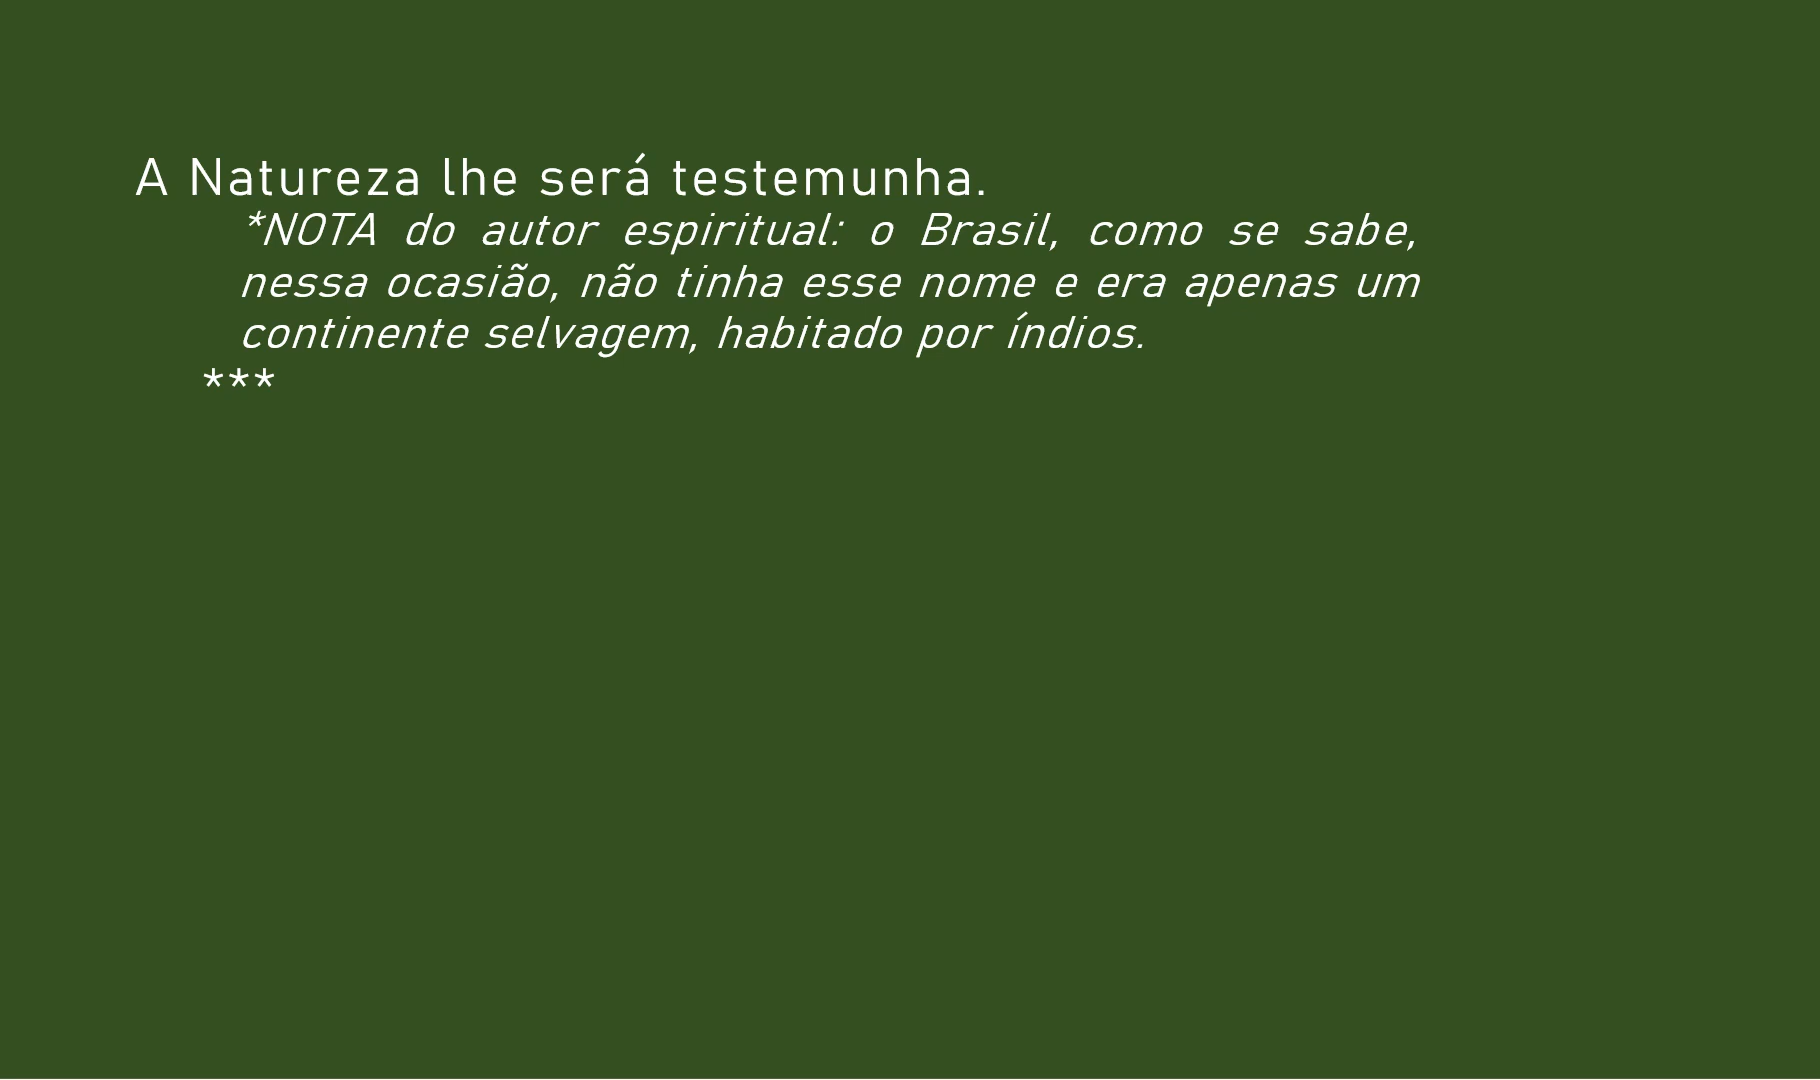 A Natureza lhe será testemunha.
*NOTA do autor espiritual: o Brasil, como se sabe,
nessa ocasião, não tinha esse nome e era apenas um
continente selvagem, habitado por índios.
***